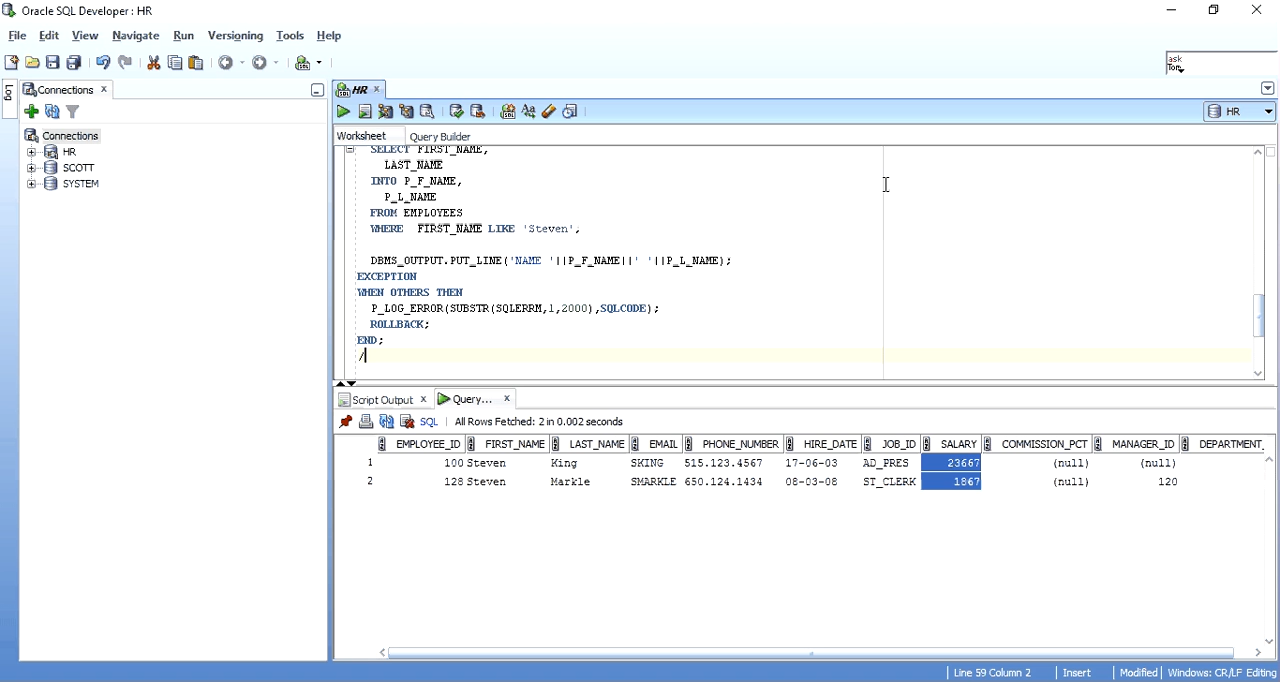 Oracle SQL Developer : HR
File Edit View Navigate Run Versioning Tools Help
ask
Tom
Log
Connections
HR
HR
Worksheet Query Builder
Connections
HR
SCOTT
SYSTEM
SELECT FIRST_NAME,
LAST_NAME
INTO P_F_NAME,
P_L_NAME
FROM EMPLOYEES
WHERE FIRST_NAME LIKE 'Steven';
DBMS_OUTPUT.PUT_LINE('NAME '||P_F_NAME||' '||P_L_NAME);
EXCEPTION
WHEN OTHERS THEN
P_LOG_ERROR(SUBSTR(SQLERRM,1,2000),SQLCODE);
ROLLBACK;
END;
/
Script Output Query...
SQL All Rows Fetched: 2 in 0.002 seconds
EMPLOYEE_ID FIRST_NAME LAST_NAME EMAIL PHONE_NUMBER HIRE_DATE JOB_ID SALARY COMMISSION_PCT MANAGER_ID DEPARTMENT_
1 100 Steven King SKING 515.123.4567 17-06-03 AD_PRES 23667 (null) (null)
2 128 Steven Markle SMARKLE 650.124.1434 08-03-08 ST_CLERK 1867 (null) 120
Line 59 Column 2 Insert Modified Windows: CR/LF Editing